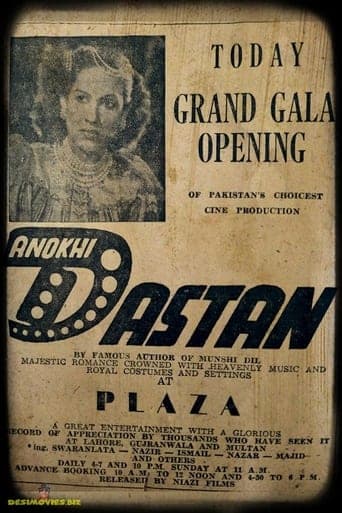 TODAY
GRAND GALA
OPENING
OF PAKISTAN'S CHOICEST
CINE PRODUCTION
ANOKHI
DASTAN
BY FAMOUS AUTHOR OF MUNSHI DIL
MAJESTIC ROMANCE CROWNED WITH HEAVENLY MUSIC AND
ROYAL COSTUMES AND SETTINGS
AT
PLAZA
A GREAT ENTERTAINMENT WITH A GLORIOUS
RECORD OF APPRECIATION BY THOUSANDS WHO HAVE SEEN IT
AT LAHORE, GUJRANWALA AND MULTAN
*ing. SWARANLATA — NAZIR — ISMAIL — NAZAR — MAJID—
AND OTHERS
DAILY 4-7 AND 10 P.M. SUNDAY at 11 A.M.
ADVANCE BOOKING 10 A.M. TO 12 NOON AND 4-30 TO 6 P.M.
RELEASED BY NIAZI FILMS
DESIMOVIES.BIZ